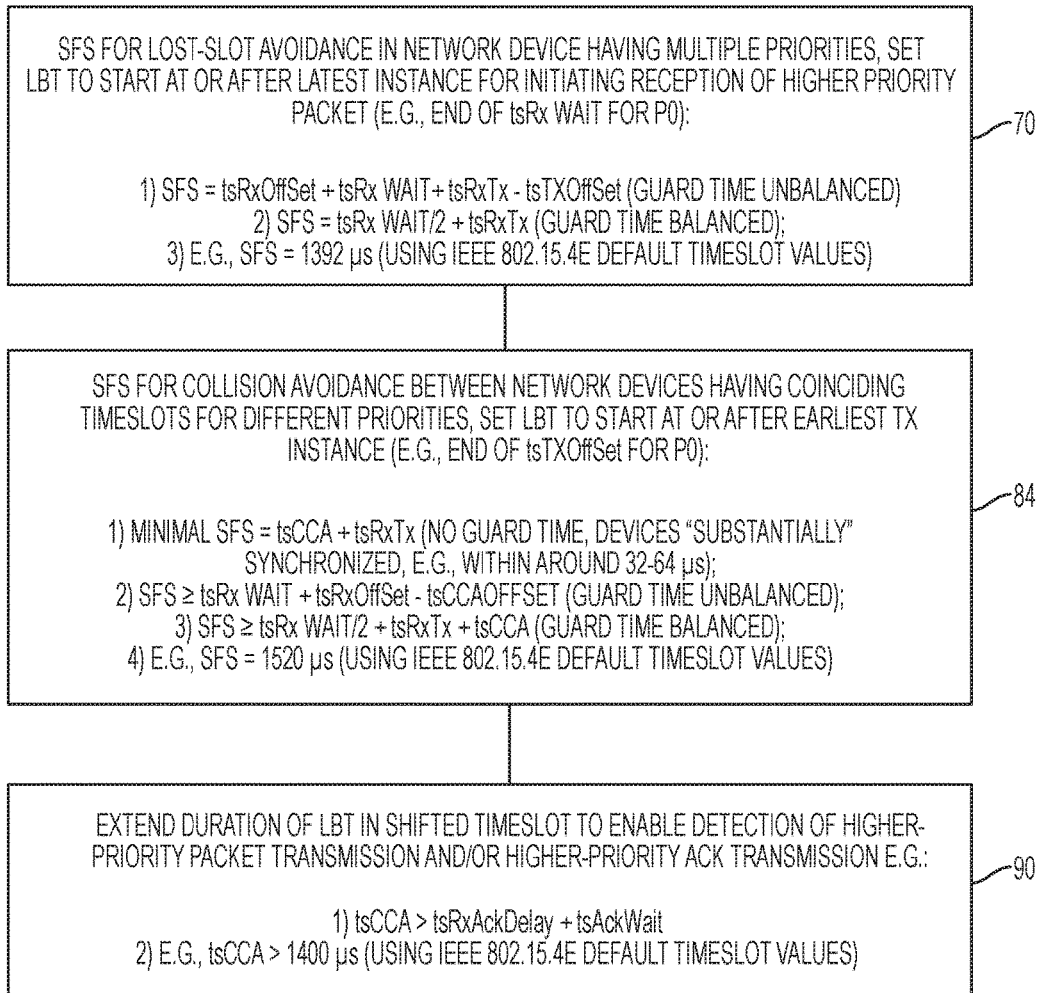 SFS FOR LOST-SLOT AVOIDANCE IN NETWORK DEVICE HAVING MULTIPLE PRIORITIES, SET
LBT TO START AT OR AFTER LATEST INSTANCE FOR INITIATING RECEPTION OF HIGHER PRIORITY
PACKET (E.G., END OF tsRx WAIT FOR P0):
1) SFS = tsRxOffSet + tsRx WAIT+ tsRxTx - tsTXOffSet (GUARD TIME UNBALANCED)
2) SFS = tsRx WAIT/2 + tsRxTx (GUARD TIME BALANCED);
3) E.G., SFS = 1392 µs (USING IEEE 802.15.4E DEFAULT TIMESLOT VALUES)
70
SFS FOR COLLISION AVOIDANCE BETWEEN NETWORK DEVICES HAVING COINCIDING
TIMESLOTS FOR DIFFERENT PRIORITIES, SET LBT TO START AT OR AFTER EARLIEST TX
INSTANCE (E.G., END OF tsTXOffSet FOR P0):
1) MINIMAL SFS = tsCCA + tsRxTx (NO GUARD TIME, DEVICES "SUBSTANTIALLY"
SYNCHRONIZED, E.G., WITHIN AROUND 32-64 µs);
2) SFS ≥ tsRx WAIT + tsRxOffSet - tsCCAOFFSET (GUARD TIME UNBALANCED);
3) SFS ≥ tsRx WAIT/2 + tsRxTx + tsCCA (GUARD TIME BALANCED);
4) E.G., SFS = 1520 µs (USING IEEE 802.15.4E DEFAULT TIMESLOT VALUES)
84
EXTEND DURATION OF LBT IN SHIFTED TIMESLOT TO ENABLE DETECTION OF HIGHER-
PRIORITY PACKET TRANSMISSION AND/OR HIGHER-PRIORITY ACK TRANSMISSION E.G.:
1) tsCCA > tsRxAckDelay + tsAckWait
2) E.G., tsCCA > 1400 µs (USING IEEE 802.15.4E DEFAULT TIMESLOT VALUES)
90